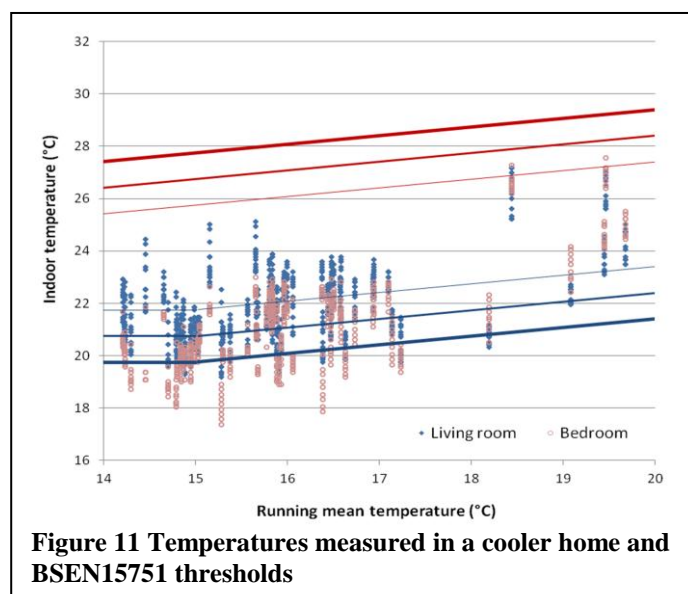 32
30
28
26
24
22
20
18
16
Indoor temperature (°C)
Living room
Bedroom
14
15
16
17
18
19
20
Running mean temperature (°C)
Figure 11 Temperatures measured in a cooler home and
BSEN15751 thresholds